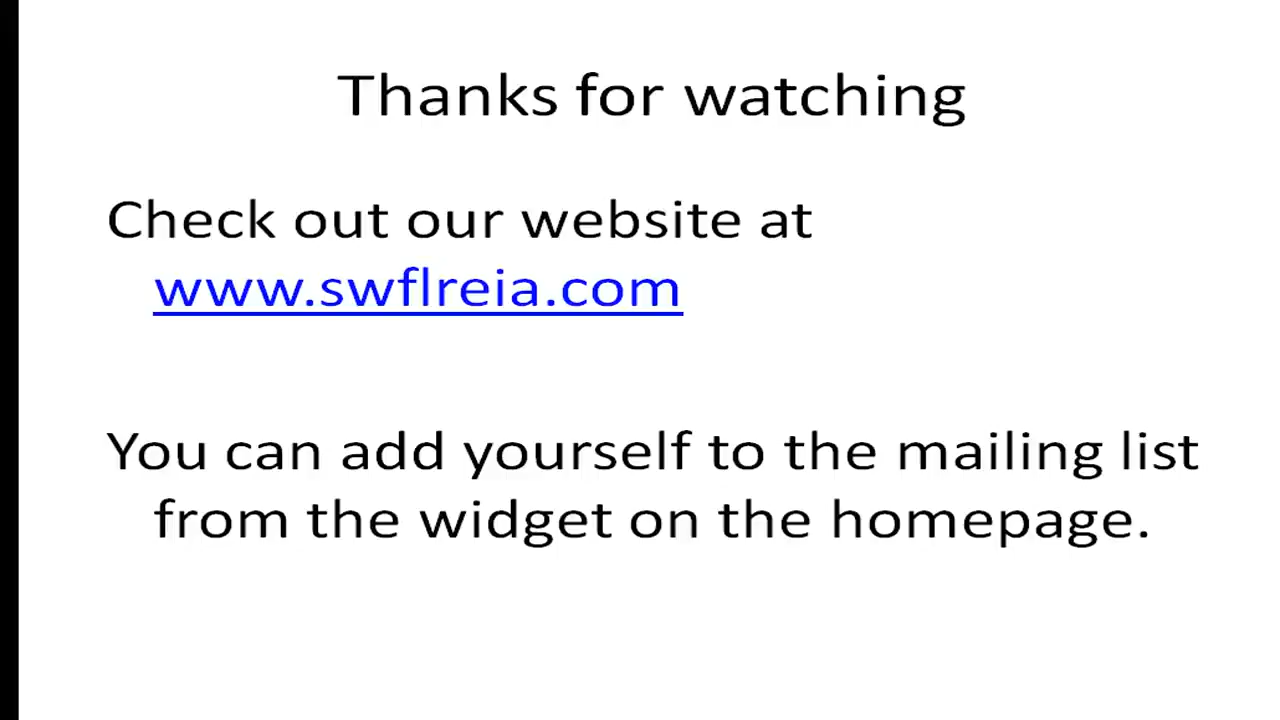 Thanks for watching
Check out our website at
www.swflreia.com
You can add yourself to the mailing list
from the widget on the homepage.